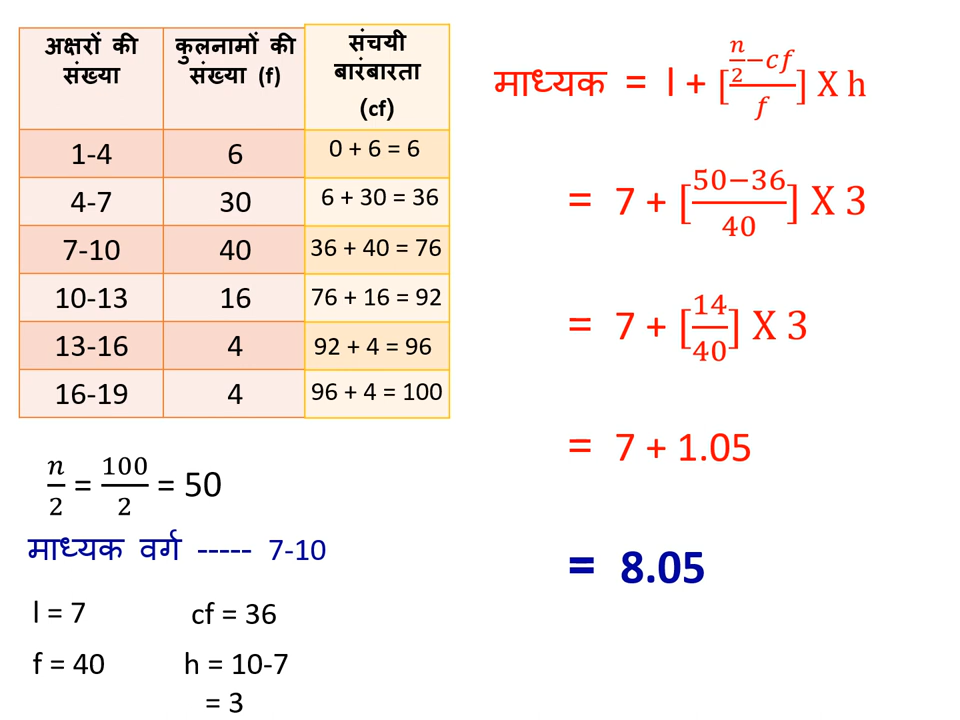 अक्षरों की संख्या | कुलनामों की संख्या (f) | संचयी बारंबारता (cf)
1-4 | 6 | 0 + 6 = 6
4-7 | 30 | 6 + 30 = 36
7-10 | 40 | 36 + 40 = 76
10-13 | 16 | 76 + 16 = 92
13-16 | 4 | 92 + 4 = 96
16-19 | 4 | 96 + 4 = 100
n/2 = 100/2 = 50
माध्यक वर्ग ----- 7-10
l = 7 cf = 36
f = 40 h = 10-7
= 3
माध्यक = l + [(n/2−cf)/f] X h
= 7 + [(50−36)/40] X 3
= 7 + [14/40] X 3
= 7 + 1.05
= 8.05